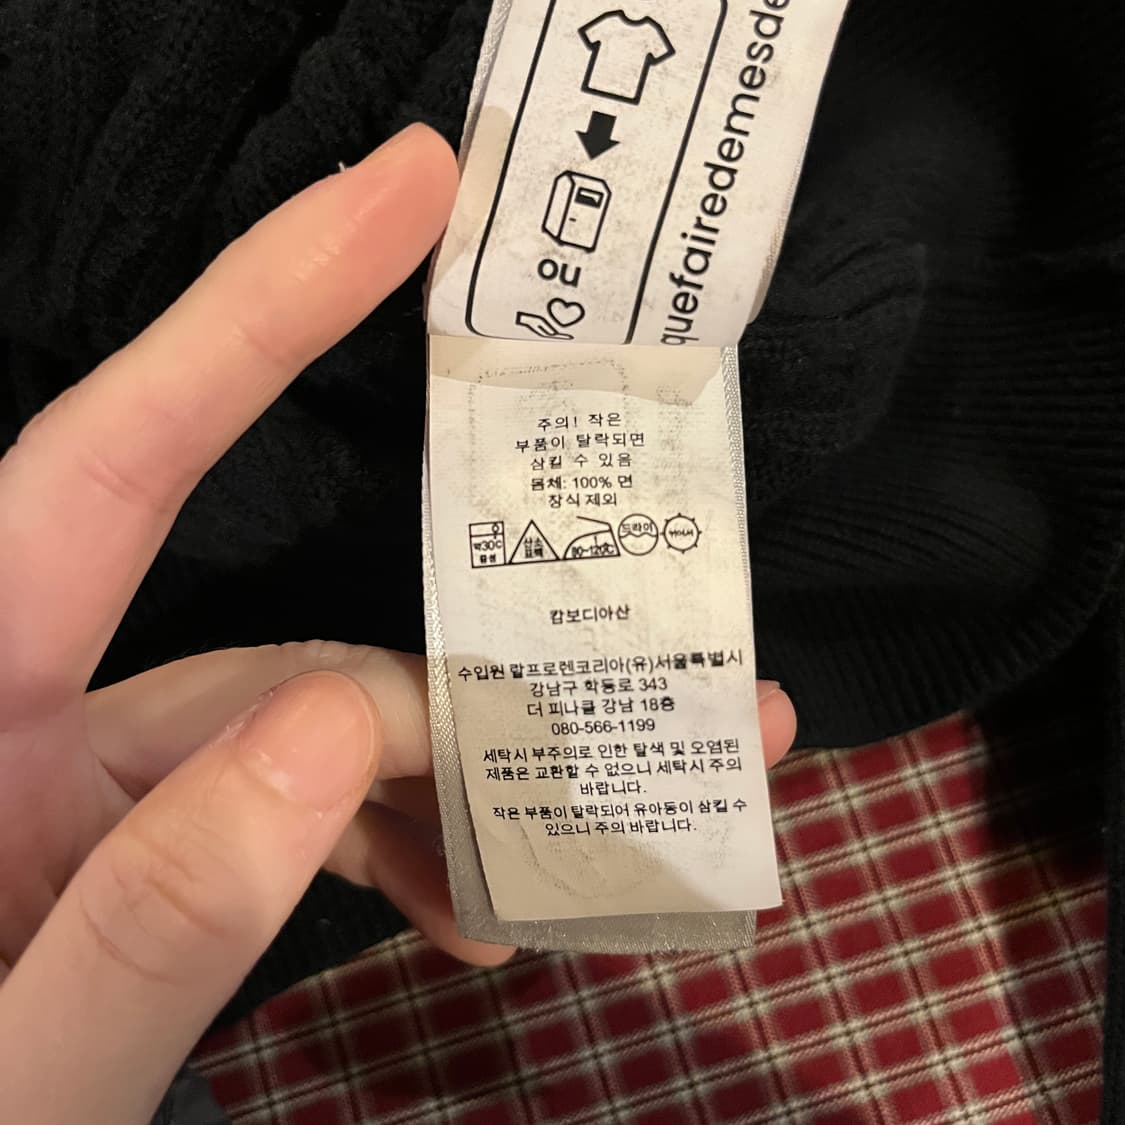 quefairedemesde
OU
주의! 작은
부품이 탈락되면
삼킬 수 있음
몸체: 100% 면
장식 제외
약30℃
중성
산소
표백
80~120℃
드라이
뉘어서
캄보디아산
수입원 랄프로렌코리아(유)서울특별시
강남구 학동로 343
더 피나클 강남 18층
080-566-1199
세탁시 부주의로 인한 탈색 및 오염된
제품은 교환할 수 없으니 세탁시 주의
바랍니다.
작은 부품이 탈락되어 유아동이 삼킬 수
있으니 주의 바랍니다.